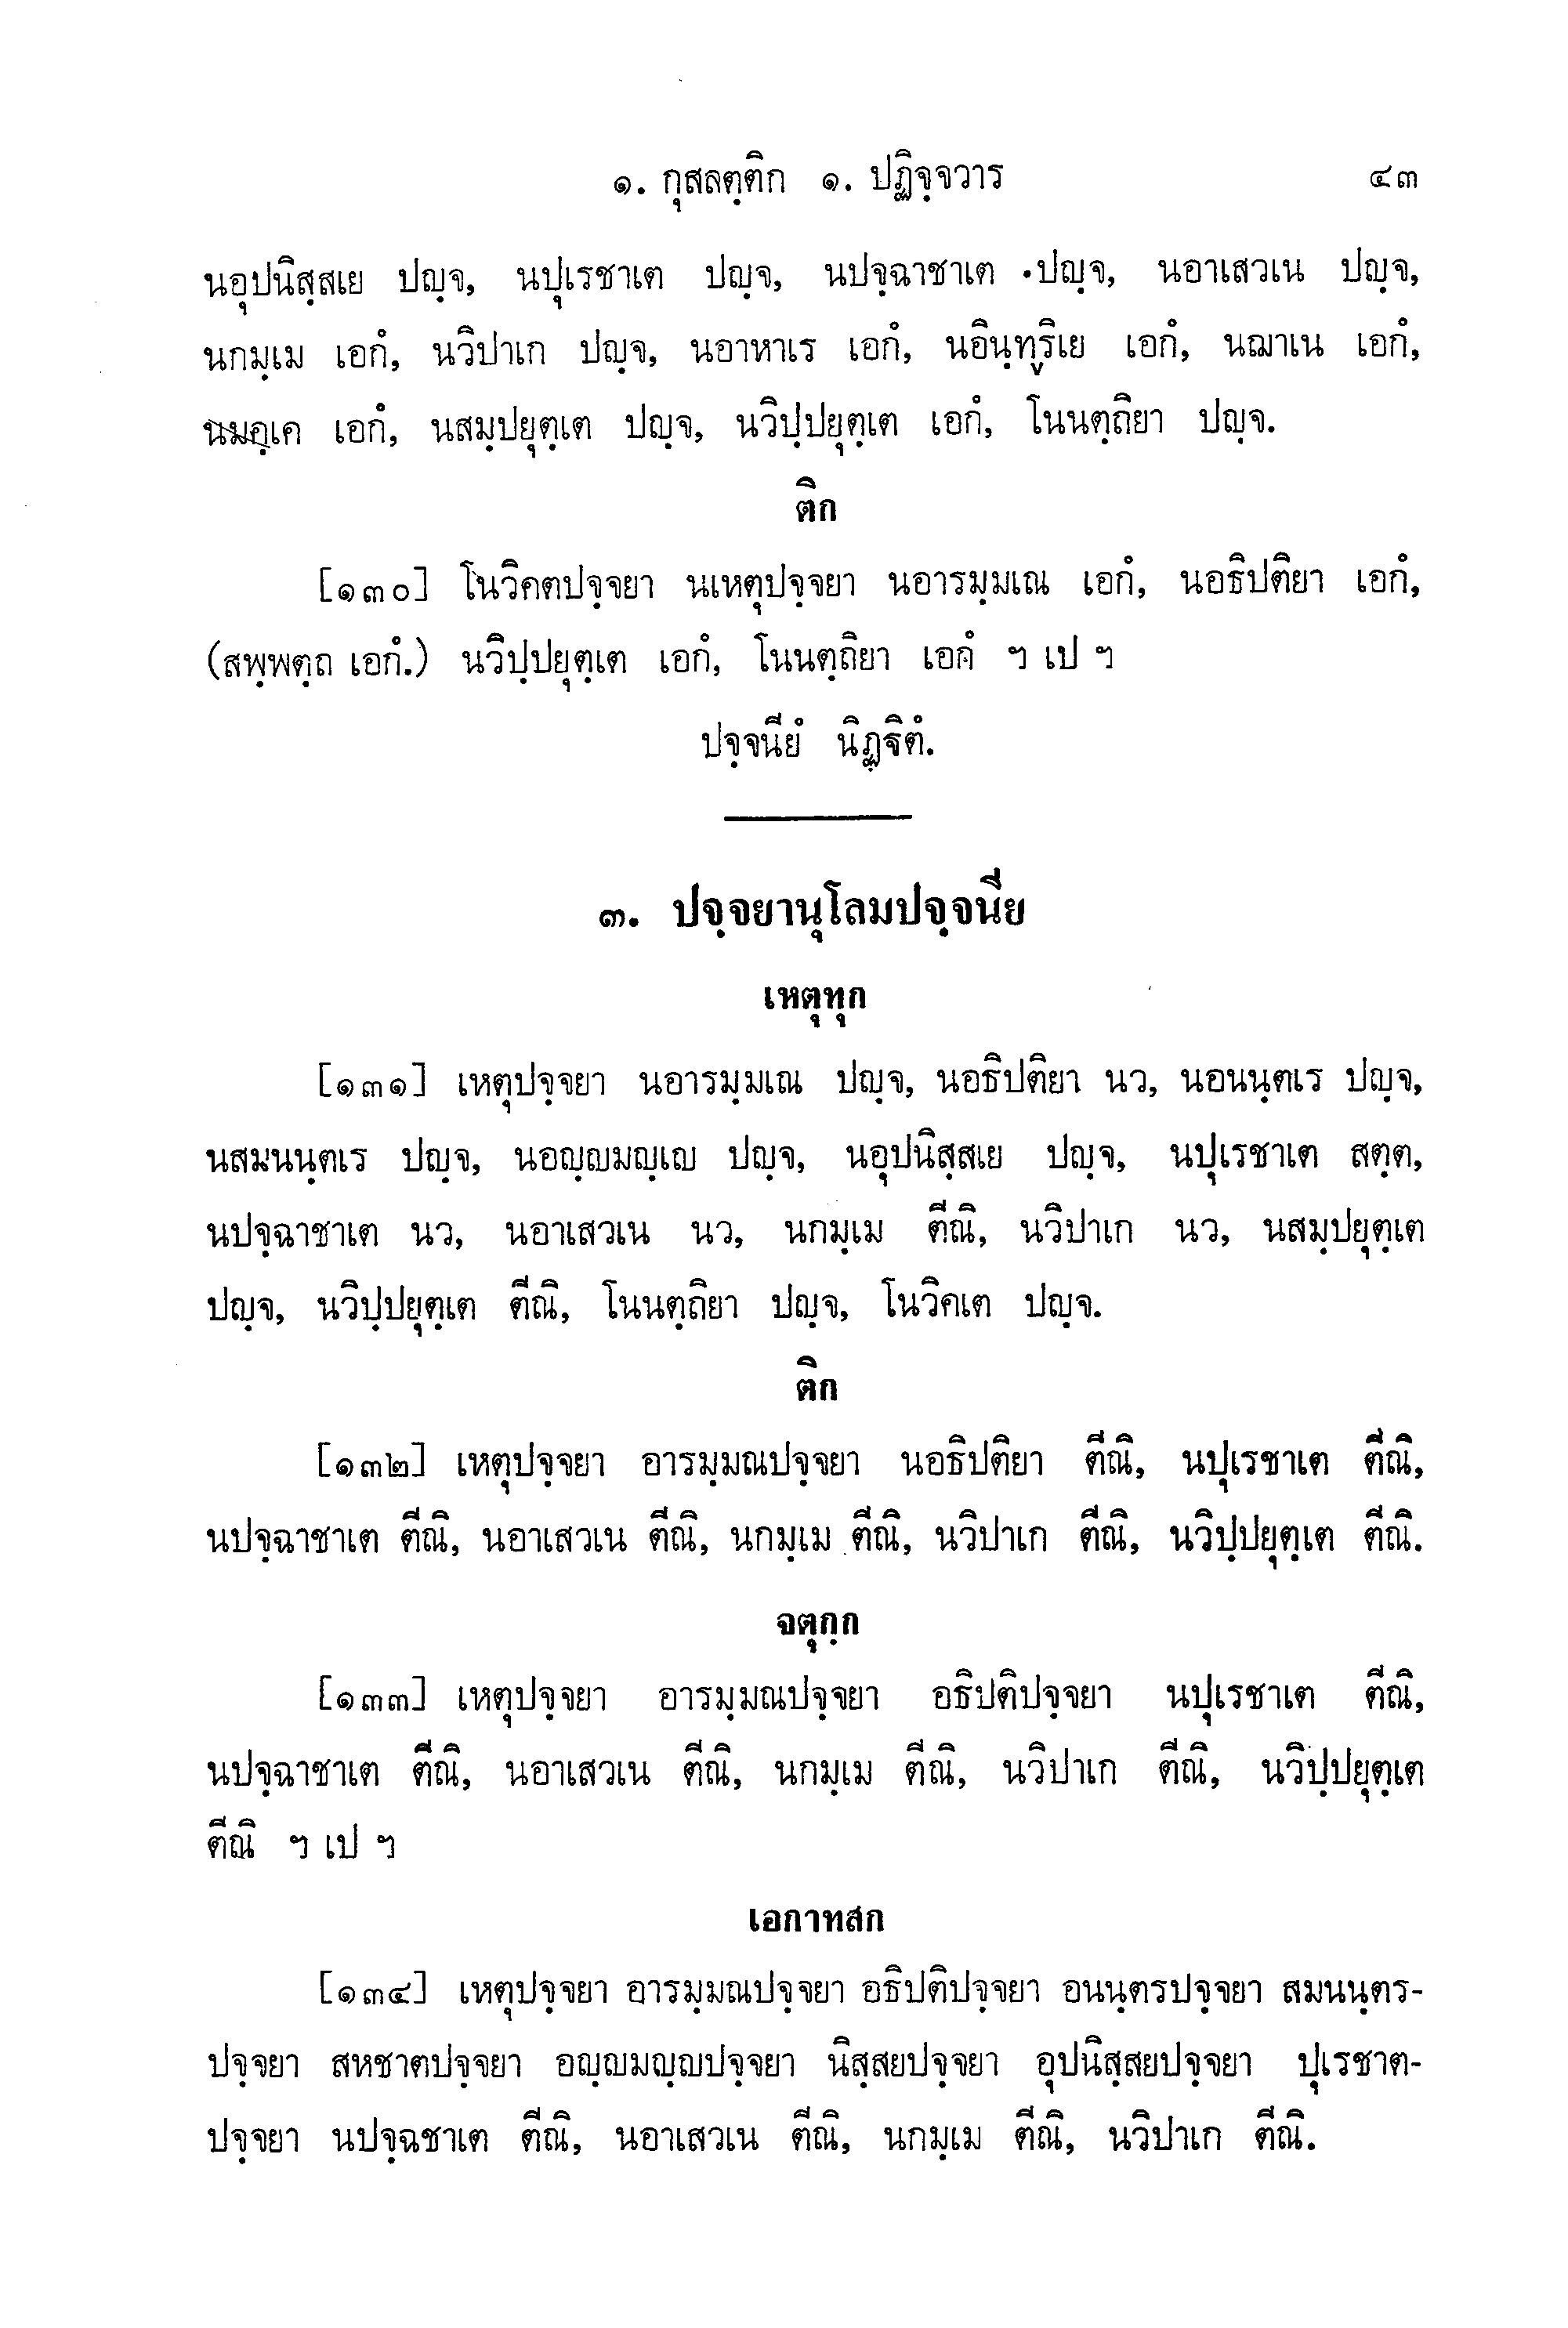 ๑. กุสลตฺติก ๑. ปฏิจฺจวาร ๔๓
นอุปนิสฺสเย ปญฺจ, นปุเรชาเต ปญฺจ, นปจฺฉาชาเต ปญฺจ, นอาเสวเน ปญฺจ,
นกมฺเม เอกํ, นวิปาเก ปญฺจ, นอาหาเร เอกํ, นอินฺทฺริเย เอกํ, นฌาเน เอกํ,
นมคฺเค เอกํ, นสมฺปยุตฺเต ปญฺจ, นวิปฺปยุตฺเต เอกํ, โนนตฺถิยา ปญฺจ.
ติก
[๑๓๐] โนวิคตปจฺจยา นเหตุปจฺจยา นอารมฺมเณ เอกํ, นอธิปติยา เอกํ,
(สพฺพตฺถ เอกํ.) นวิปฺปยุตฺเต เอกํ, โนนตฺถิยา เอกํ ฯ เป ฯ
ปจฺจนียํ นิฏฺฐิตํ.
๓. ปจฺจยานุโลมปจฺจนีย
เหตุทุก
[๑๓๑] เหตุปจฺจยา นอารมฺมเณ ปญฺจ, นอธิปติยา นว, นอนนฺตเร ปญฺจ,
นสมนนฺตเร ปญฺจ, นอญฺญมญฺเญ ปญฺจ, นอุปนิสฺสเย ปญฺจ, นปุเรชาเต สตฺต,
นปจฺฉาชาเต นว, นอาเสวเน นว, นกมฺเม ตีณิ, นวิปาเก นว, นสมฺปยุตฺเต
ปญฺจ, นวิปฺปยุตฺเต ตีณิ, โนนตฺถิยา ปญฺจ, โนวิคเต ปญฺจ.
ติก
[๑๓๒] เหตุปจฺจยา อารมฺมณปจฺจยา นอธิปติยา ตีณิ, นปุเรชาเต ตีณิ,
นปจฺฉาชาเต ตีณิ, นอาเสวเน ตีณิ, นกมฺเม ตีณิ, นวิปาเก ตีณิ, นวิปฺปยุตฺเต ตีณิ.
จตุกฺก
[๑๓๓] เหตุปจฺจยา อารมฺมณปจฺจยา อธิปติปจฺจยา นปุเรชาเต ตีณิ,
นปจฺฉาชาเต ตีณิ, นอาเสวเน ตีณิ, นกมฺเม ตีณิ, นวิปาเก ตีณิ, นวิปฺปยุตฺเต
ตีณิ ฯ เป ฯ
เอกาทสก
[๑๓๔] เหตุปจฺจยา อารมฺมณปจฺจยา อธิปติปจฺจยา อนนฺตรปจฺจยา สมนนฺตร-
ปจฺจยา สหชาตปจฺจยา อญฺญมญฺญปจฺจยา นิสฺสยปจฺจยา อุปนิสฺสยปจฺจยา ปุเรชาต-
ปจฺจยา นปจฺฉชาเต ตีณิ, นอาเสวเน ตีณิ, นกมฺเม ตีณิ, นวิปาเก ตีณิ.